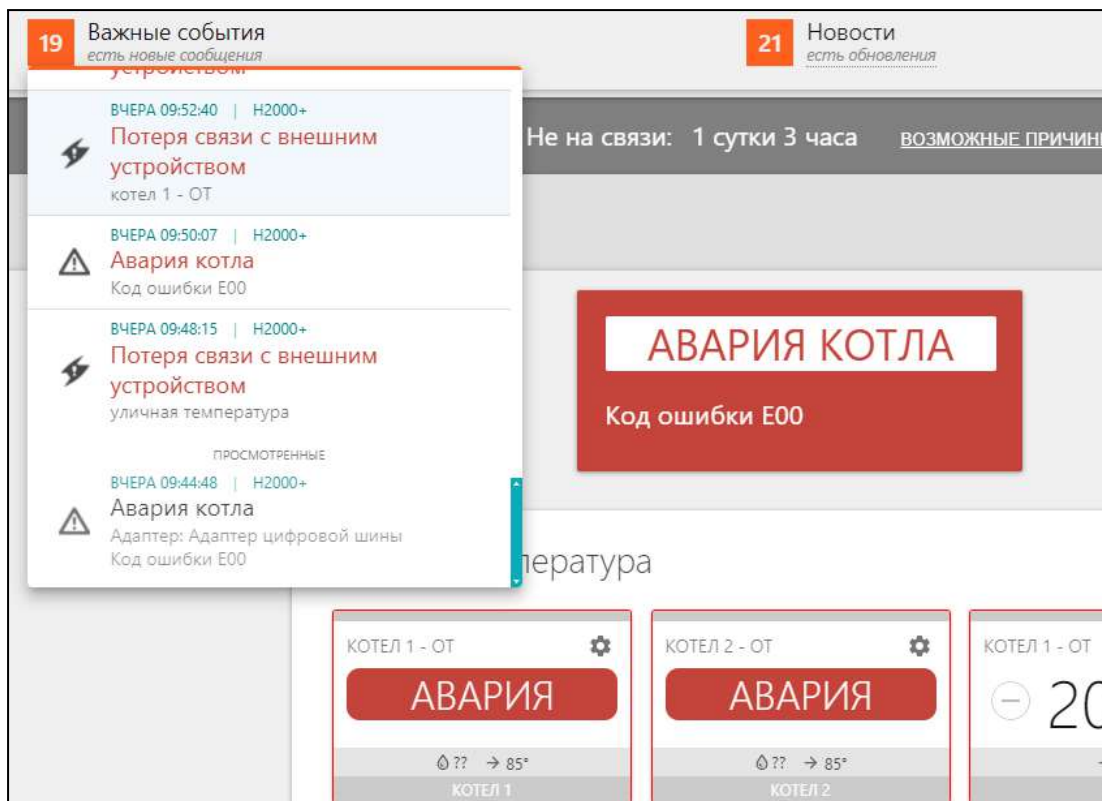 19
Важные события
есть новые сообщения
21
Новости
есть обновления
устройством
ВЧЕРА 09:52:40 | H2000+
Потеря связи с внешним
устройством
котел 1 - ОТ
Не на связи: 1 сутки 3 часа
ВОЗМОЖНЫЕ ПРИЧИН
ВЧЕРА 09:50:07 | H2000+
Авария котла
Код ошибки E00
ВЧЕРА 09:48:15 | H2000+
Потеря связи с внешним
устройством
уличная температура
ПРОСМОТРЕННЫЕ
ВЧЕРА 09:44:48 | H2000+
Авария котла
Адаптер: Адаптер цифровой шины
Код ошибки E00
АВАРИЯ КОТЛА
Код ошибки E00
пература
КОТЕЛ 1 - ОТ
АВАРИЯ
?? → 85°
КОТЕЛ 1
КОТЕЛ 2 - ОТ
АВАРИЯ
?? → 85°
КОТЕЛ 2
КОТЕЛ 1 - ОТ
20